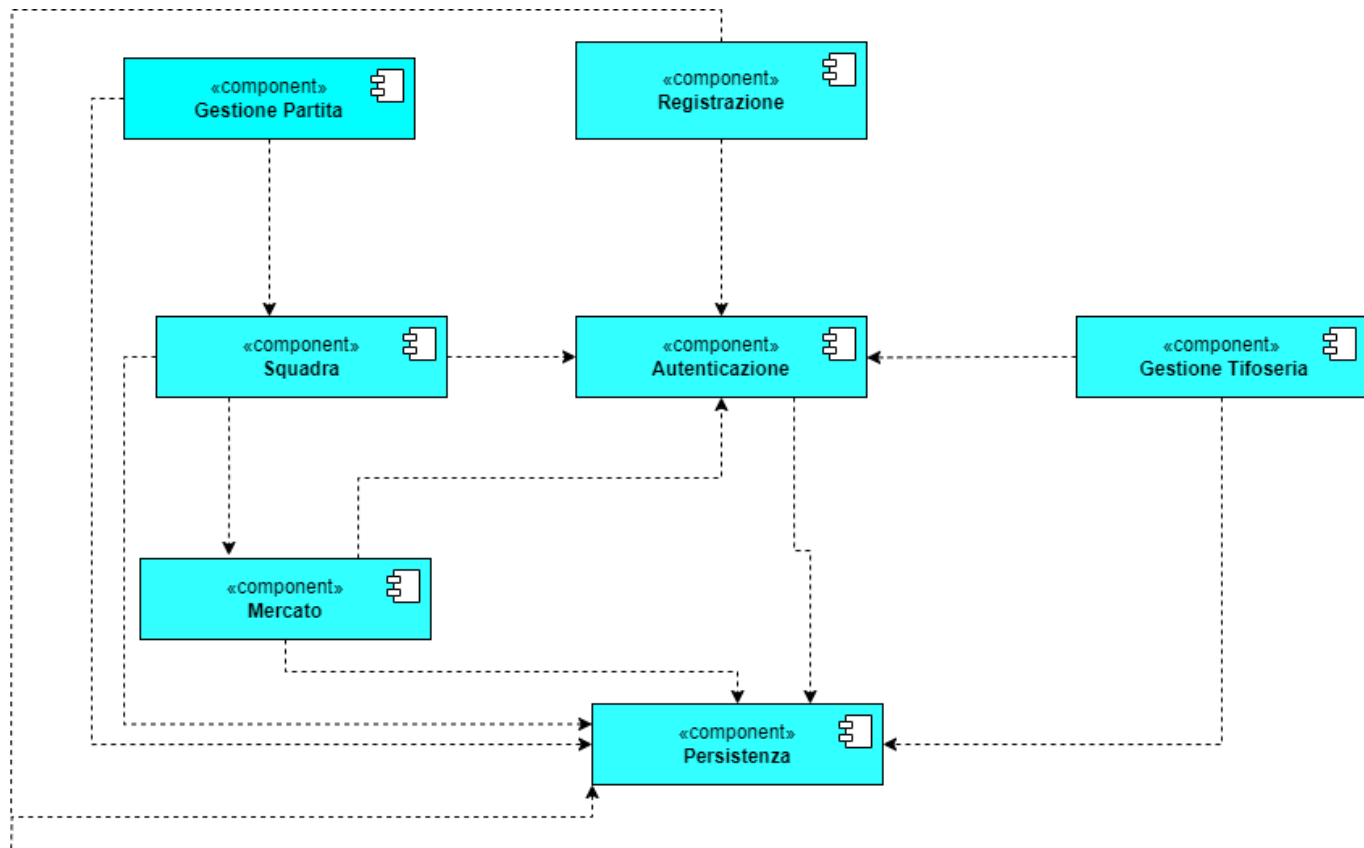 «component»
Gestione Partita
«component»
Registrazione
«component»
Squadra
«component»
Autenticazione
«component»
Gestione Tifoseria
«component»
Mercato
«component»
Persistenza